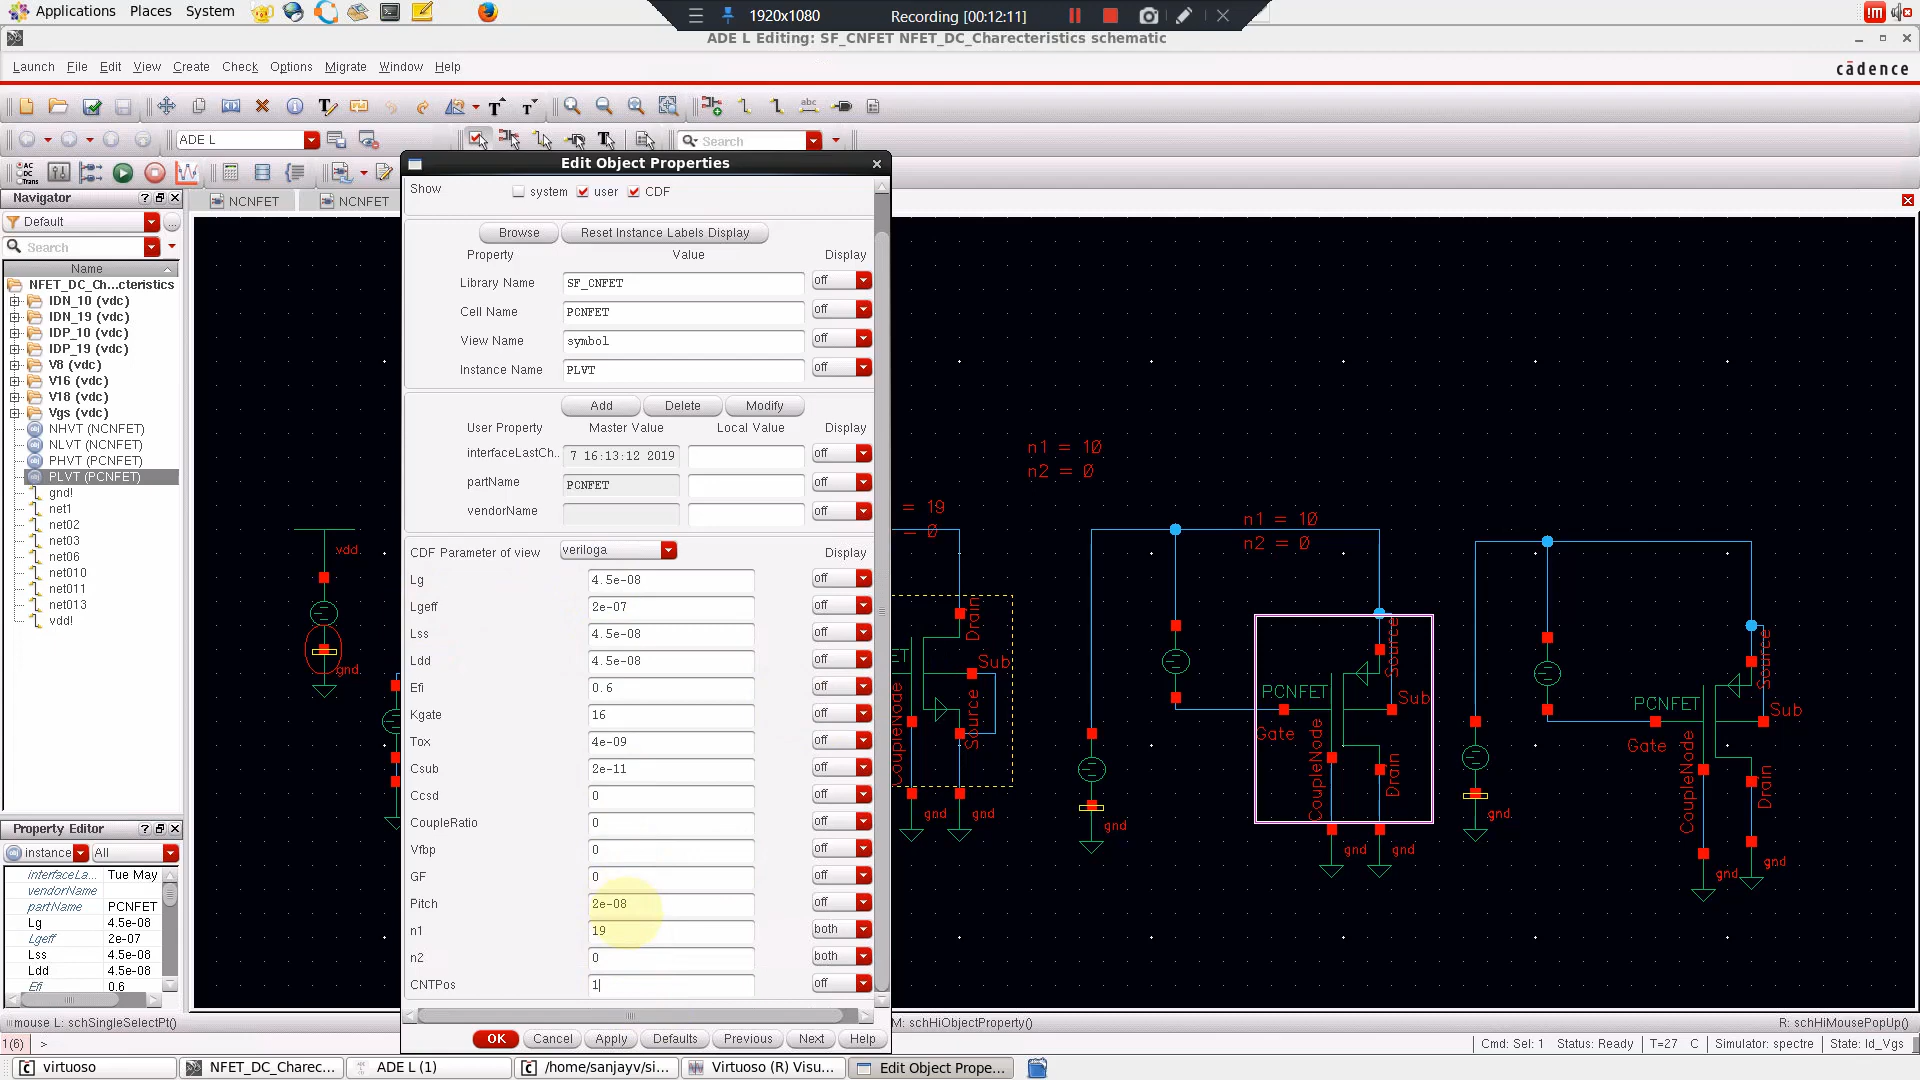 Applications Places System
1920x1080 Recording [00:12:11]
ADE L Editing: SF_CNFET NFET_DC_Charecteristics schematic
Launch File Edit View Create Check Options Migrate Window Help
cādence
ADE L
Search
Navigator
NCNFET NCNFET
Default
Search
Name
NFET_DC_Ch...cteristics
IDN_10 (vdc)
IDN_19 (vdc)
IDP_10 (vdc)
IDP_19 (vdc)
V8 (vdc)
V16 (vdc)
V18 (vdc)
Vgs (vdc)
NHVT (NCNFET)
NLVT (NCNFET)
PHVT (PCNFET)
PLVT (PCNFET)
gnd!
net1
net02
net03
net06
net010
net011
net013
vdd!
Property Editor
instance All
interfaceLa... Tue May
vendorName
partName PCNFET
Lg 4.5e-08
Lgeff 2e-07
Lss 4.5e-08
Ldd 4.5e-08
Efi 0.6
Edit Object Properties
Show system user CDF
Browse Reset Instance Labels Display
Property Value Display
Library Name SF_CNFET off
Cell Name PCNFET off
View Name symbol off
Instance Name PLVT off
Add Delete Modify
User Property Master Value Local Value Display
interfaceLastCh.. 7 16:13:12 2019 off
partName PCNFET off
vendorName off
CDF Parameter of view veriloga Display
Lg 4.5e-08 off
Lgeff 2e-07 off
Lss 4.5e-08 off
Ldd 4.5e-08 off
Efi 0.6 off
Kgate 16 off
Tox 4e-09 off
Csub 2e-11 off
Ccsd 0 off
CoupleRatio 0 off
Vfbp 0 off
GF 0 off
Pitch 2e-08 off
n1 19 both
n2 0 both
CNTPos 1 off
OK Cancel Apply Defaults Previous Next Help
vdd.
gnd.
n1 = 10
n2 = 0
= 19
= 0
n1 = 10
n2 = 0
Drain
Sub
Source
CoupleNode
gnd gnd
gnd
PCNFET
Source
Sub
Gate
CoupleNode
Drain
gnd gnd
gnd.
PCNFET
Source
Sub
Gate
CoupleNode
Drain
gnd gnd
mouse L: schSingleSelectPt() M: schHiObjectProperty() R: schHiMousePopUp()
1(6) > Cmd: Sel: 1 Status: Ready T=27 C Simulator: spectre State: Id_Vgs
virtuoso NFET_DC_Charec... ADE L (1) /home/sanjayv/si... Virtuoso (R) Visu... Edit Object Prope...